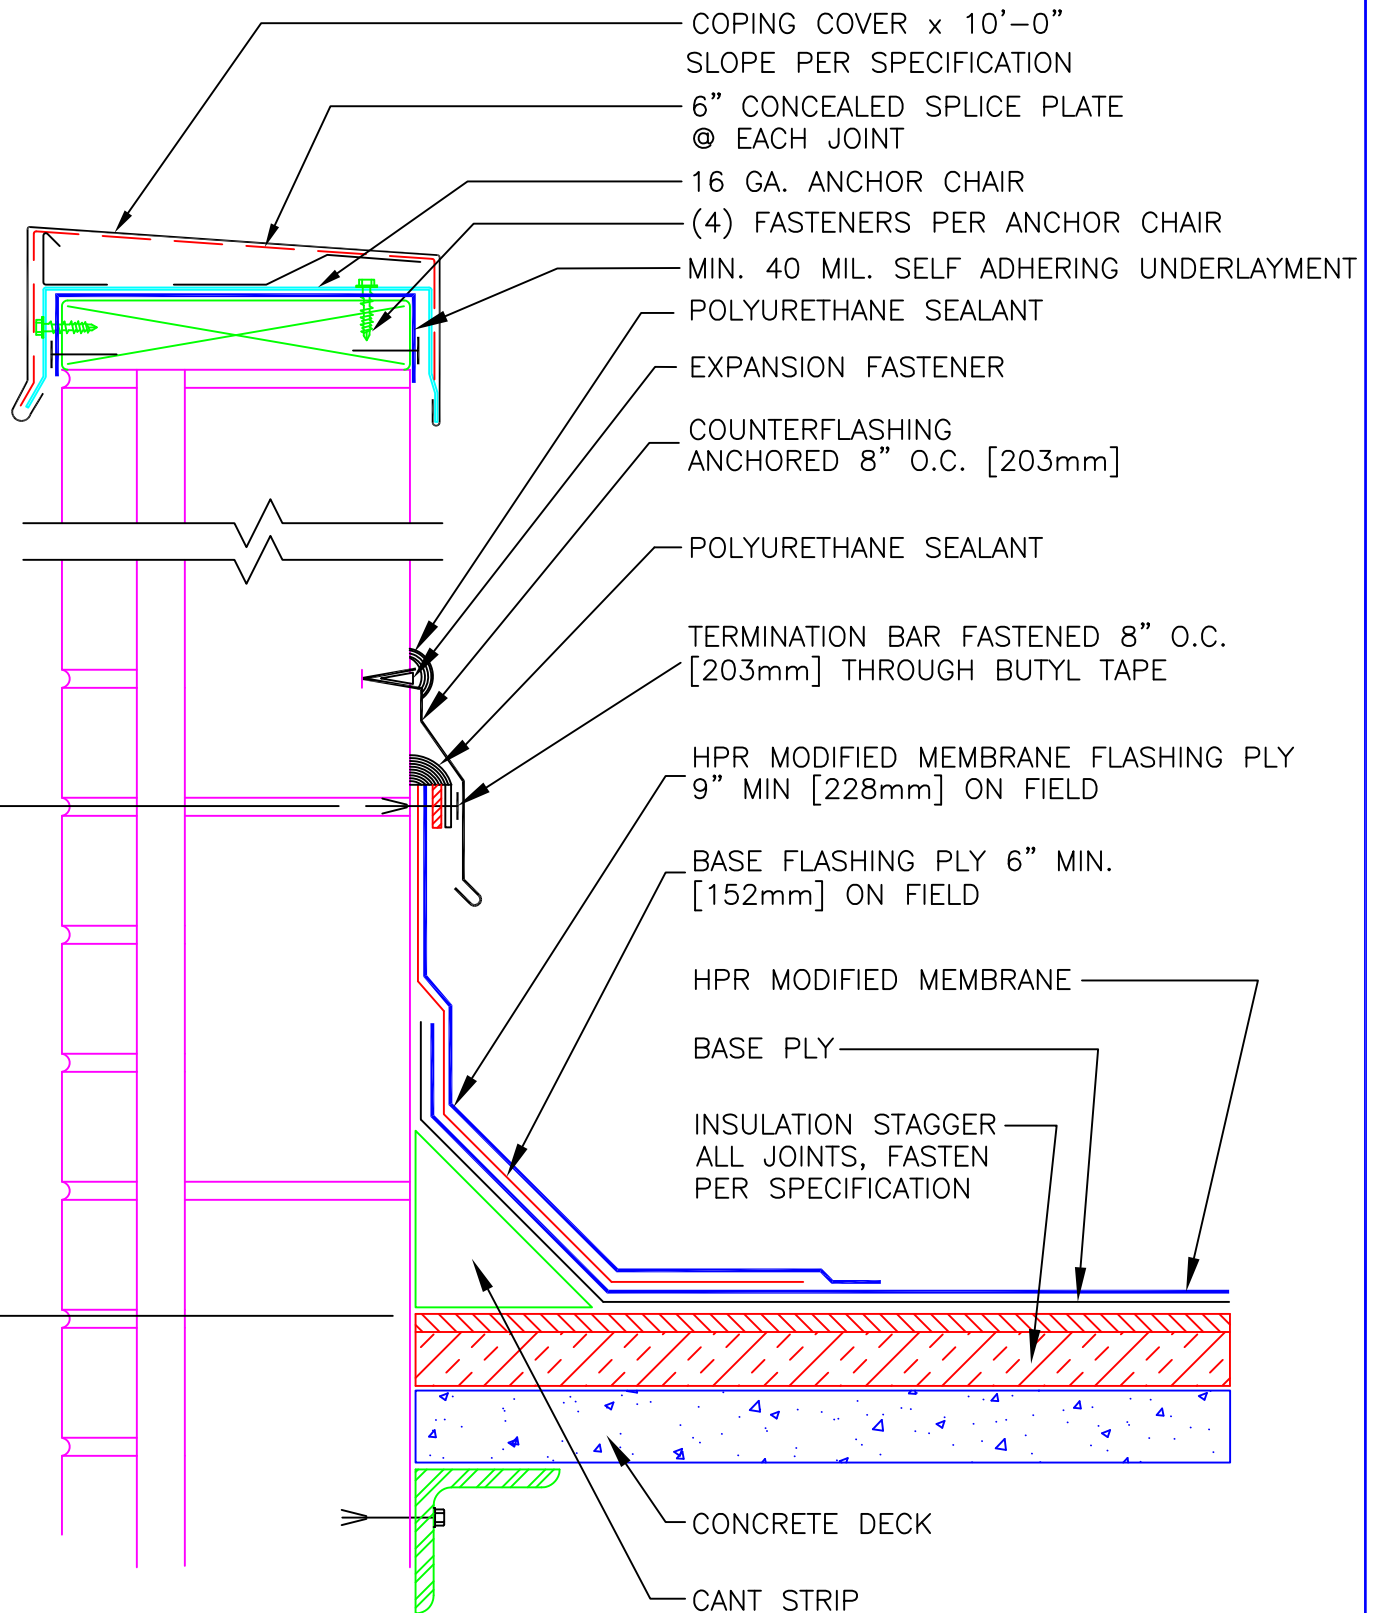 COPING COVER x 10'-0"
SLOPE PER SPECIFICATION
6" CONCEALED SPLICE PLATE
@ EACH JOINT
16 GA. ANCHOR CHAIR
(4) FASTENERS PER ANCHOR CHAIR
MIN. 40 MIL. SELF ADHERING UNDERLAYMENT
POLYURETHANE SEALANT
EXPANSION FASTENER
COUNTERFLASHING
ANCHORED 8" O.C. [203mm]
POLYURETHANE SEALANT
TERMINATION BAR FASTENED 8" O.C.
[203mm] THROUGH BUTYL TAPE
HPR MODIFIED MEMBRANE FLASHING PLY
9" MIN [228mm] ON FIELD
BASE FLASHING PLY 6" MIN.
[152mm] ON FIELD
HPR MODIFIED MEMBRANE
BASE PLY
INSULATION STAGGER
ALL JOINTS, FASTEN
PER SPECIFICATION
CONCRETE DECK
CANT STRIP